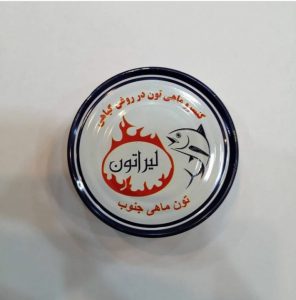 کنسرو ماهی تون در روغن گیاهی
لیراتون
تون ماهی جنوب